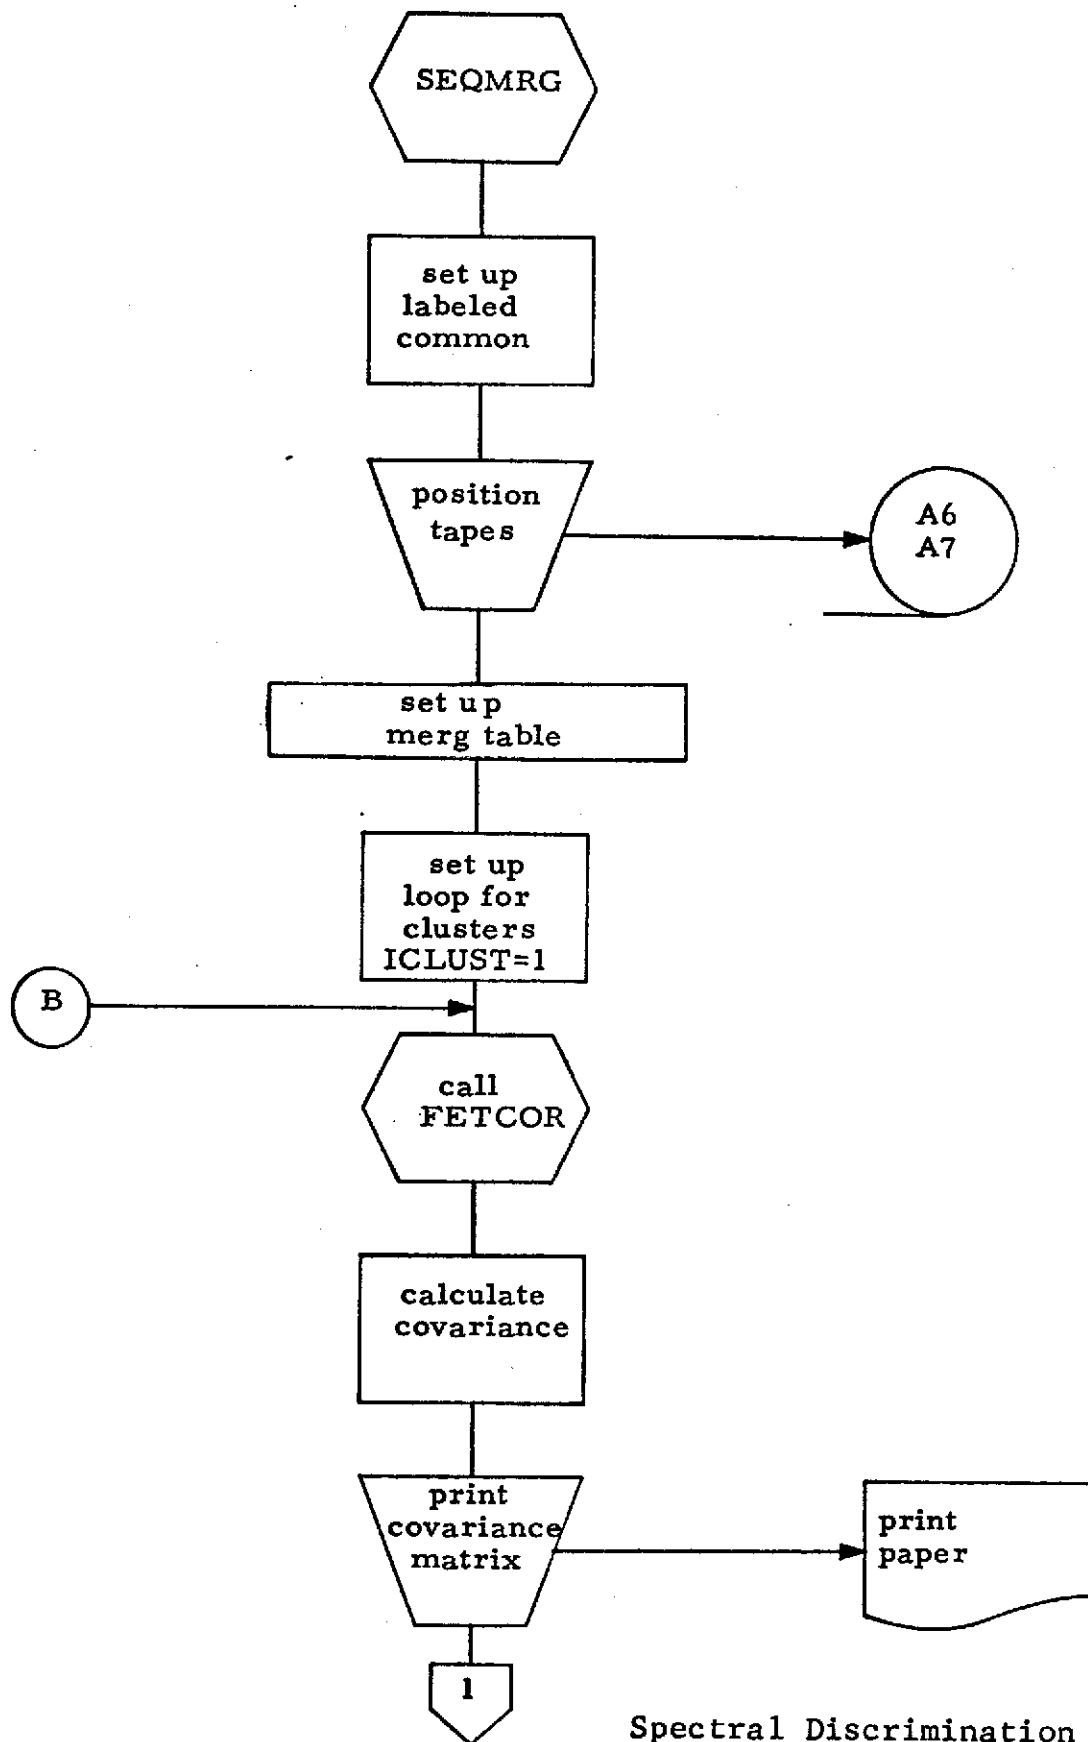 SEQMRG
set up
labeled
common
position
tapes
A6
A7
set up
merg table
set up
loop for
clusters
ICLUST=1
B
call
FETCOR
calculate
covariance
print
covariance
matrix
print
paper
1
Spectral Discrimination